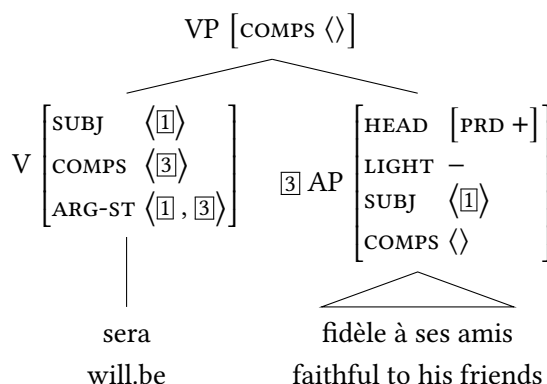 VP [COMPS ⟨⟩]
V [SUBJ ⟨[1]⟩
COMPS ⟨[3]⟩
ARG-ST ⟨[1] , [3]⟩]
[3] AP [HEAD [PRD +]
LIGHT −
SUBJ ⟨[1]⟩
COMPS ⟨⟩]
sera
will.be
fidèle à ses amis
faithful to his friends